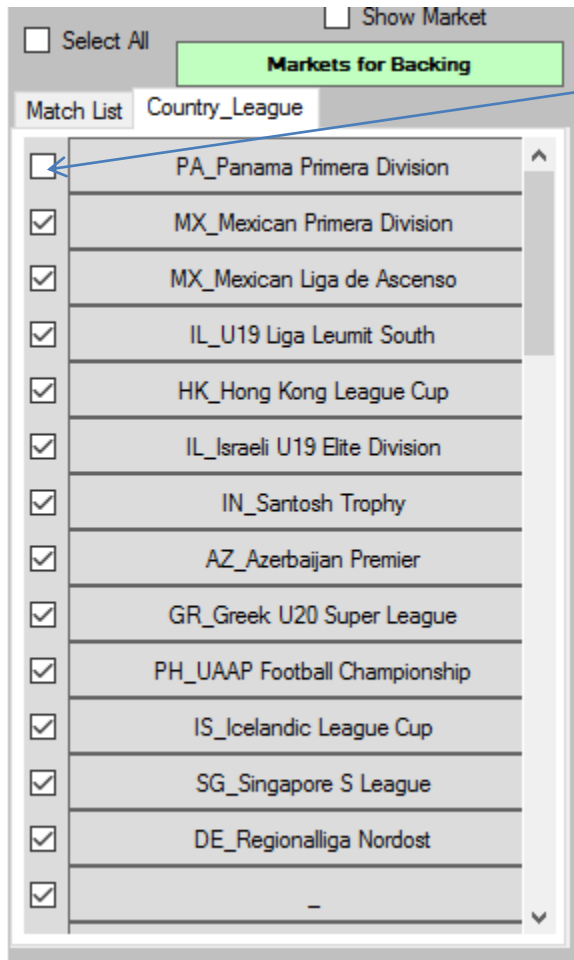 Show Market
Select All
Markets for Backing
Match List Country_League
PA_Panama Primera Division
MX_Mexican Primera Division
MX_Mexican Liga de Ascenso
IL_U19 Liga Leumit South
HK_Hong Kong League Cup
IL_Israeli U19 Elite Division
IN_Santosh Trophy
AZ_Azerbaijan Premier
GR_Greek U20 Super League
PH_UAAP Football Championship
IS_Icelandic League Cup
SG_Singapore S League
DE_Regionalliga Nordost
_